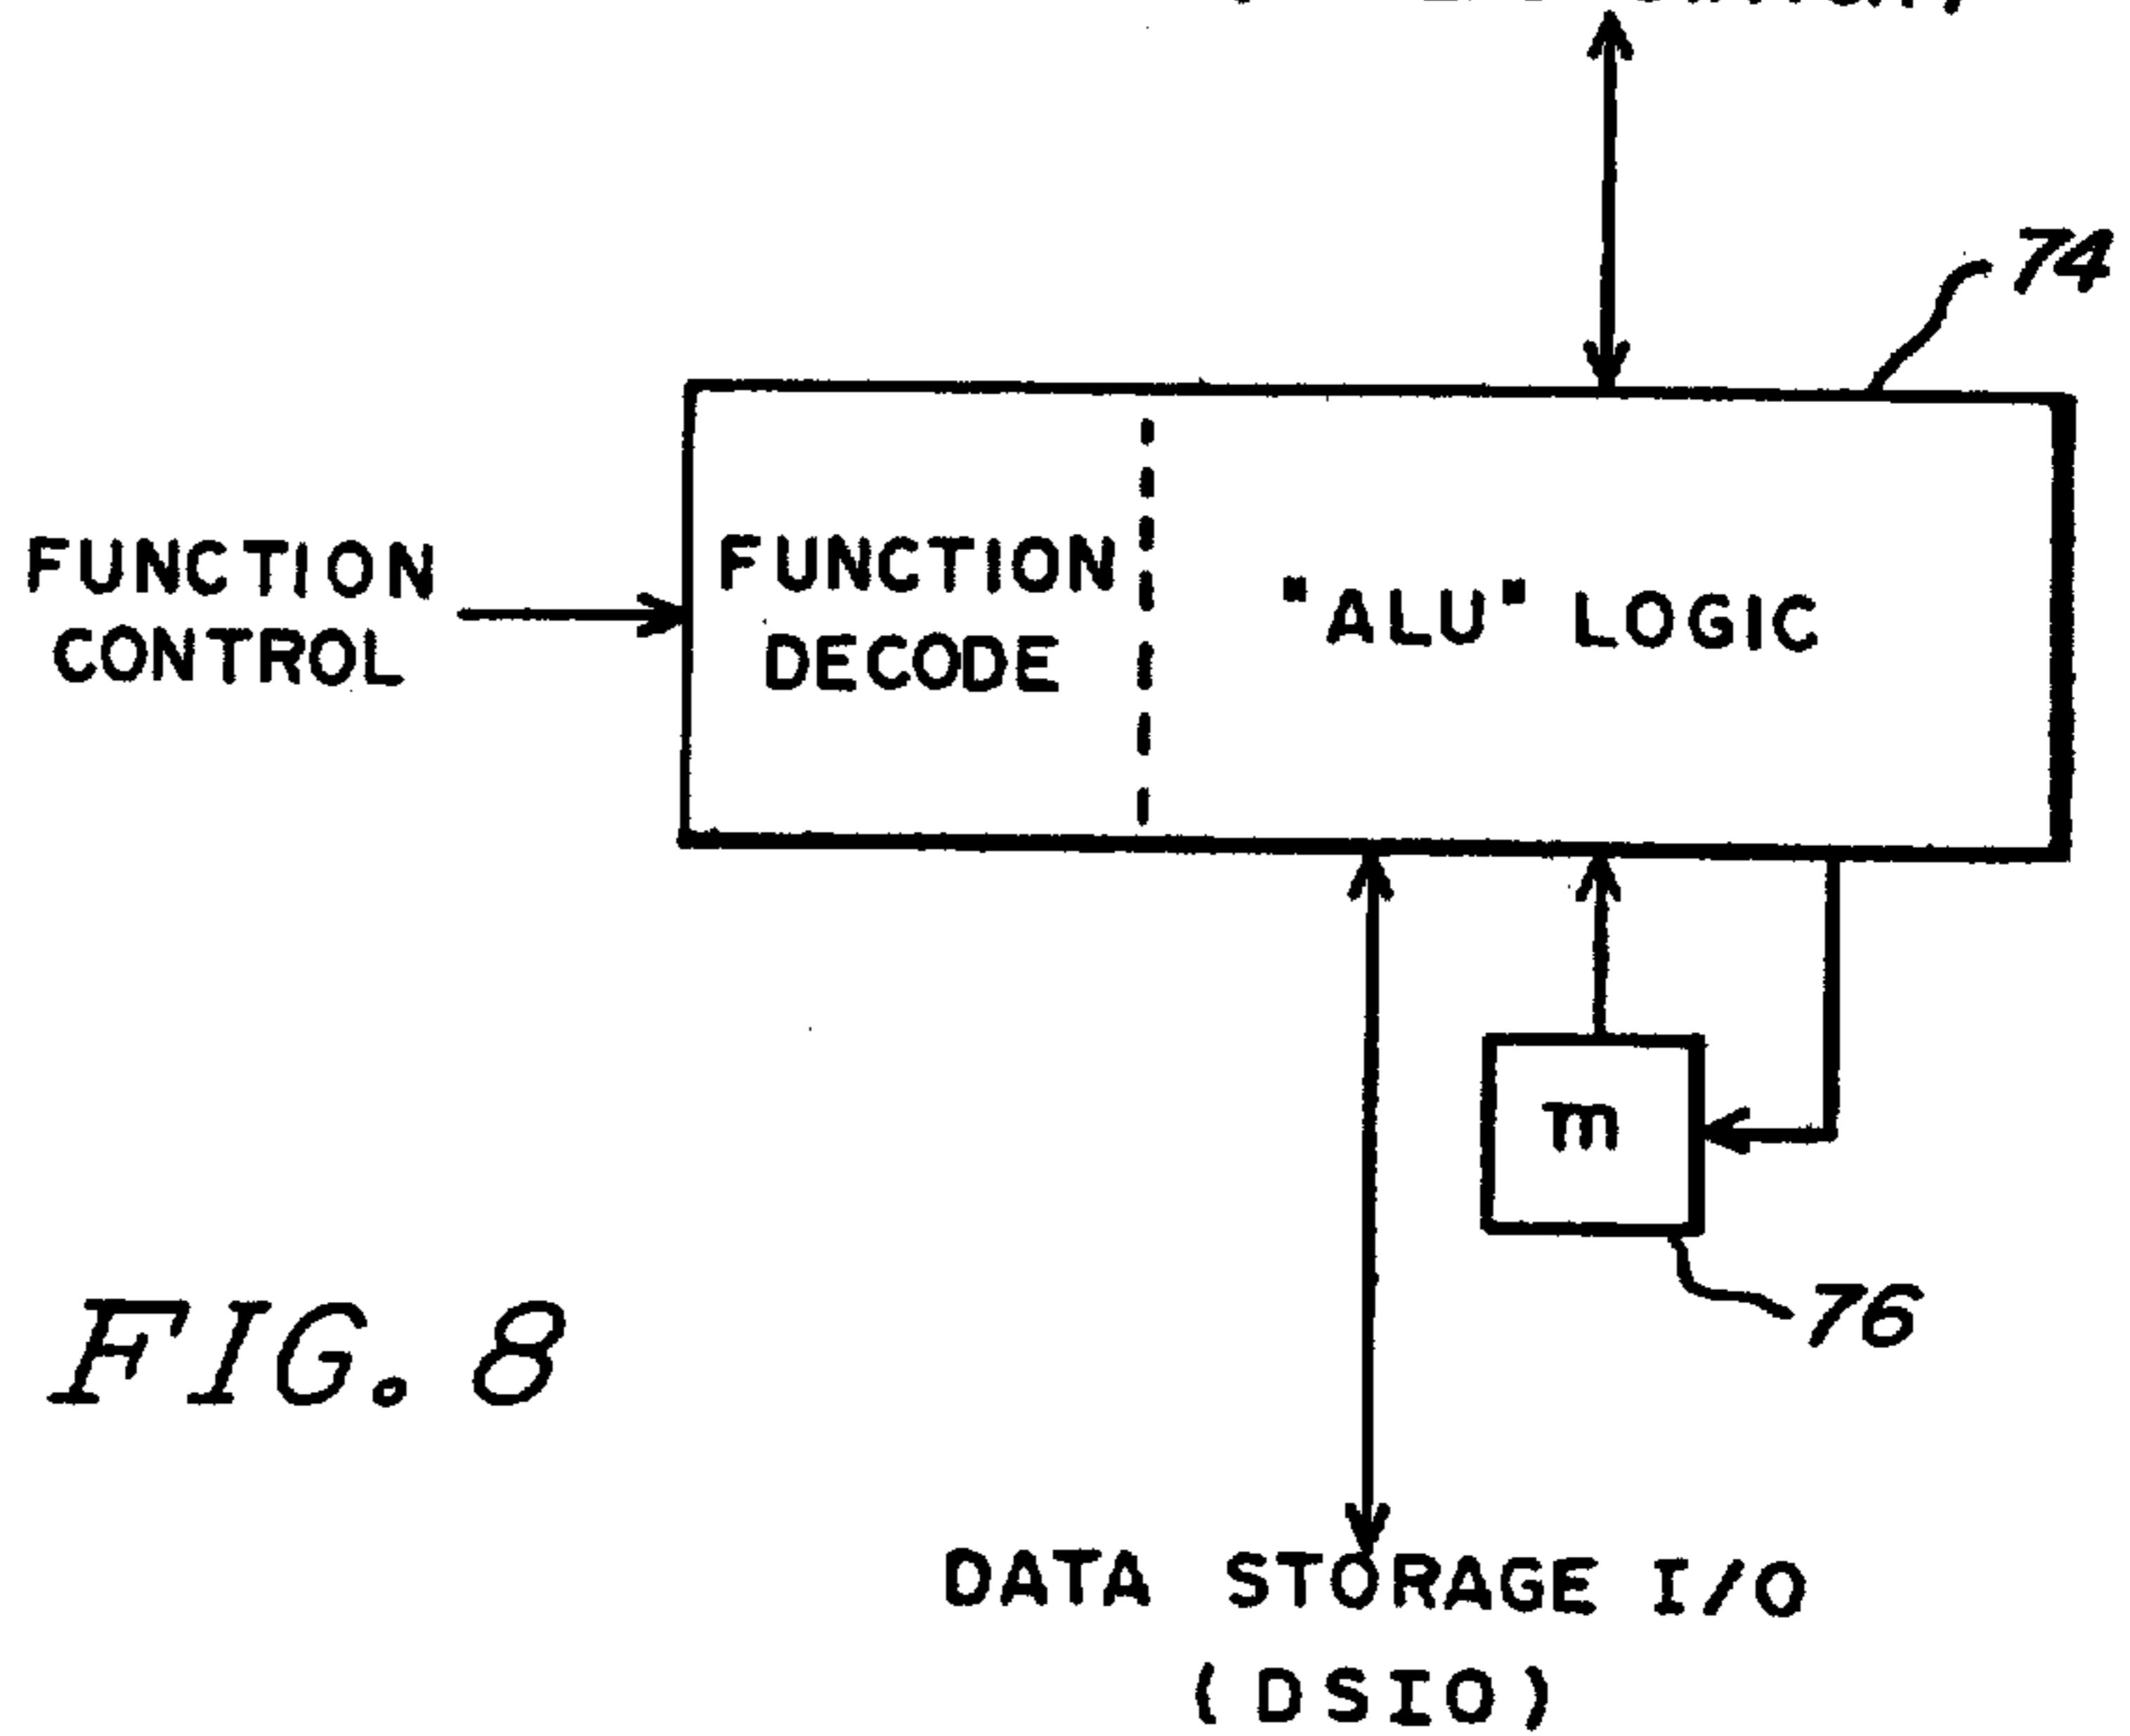 74
FUNCTION
CONTROL
FUNCTION
DECODE
"ALU" LOGIC
m
76
FIG. 8
DATA STORAGE I/O
(DSIO)